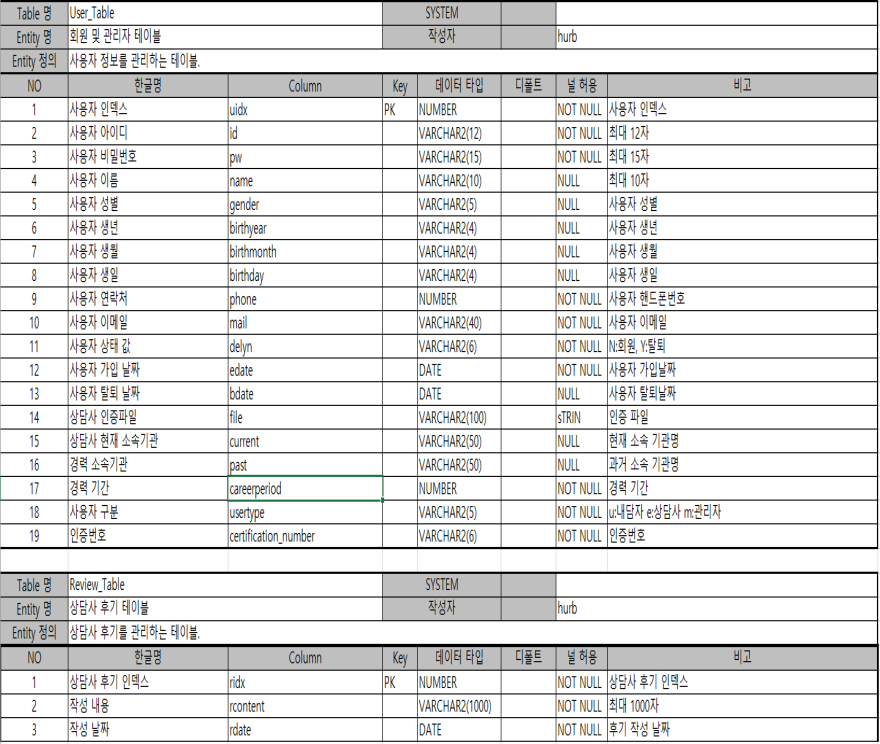 Table 명 User_Table SYSTEM
Entity 명 회원 및 관리자 테이블 작성자 hurb
Entity 정의 사용자 정보를 관리하는 테이블.
NO 한글명 Column Key 데이터 타입 디폴트 널 허용 비고
1 사용자 인덱스 uidx PK NUMBER NOT NULL 사용자 인덱스
2 사용자 아이디 id VARCHAR2(12) NOT NULL 최대 12자
3 사용자 비밀번호 pw VARCHAR2(15) NOT NULL 최대 15자
4 사용자 이름 name VARCHAR2(10) NULL 최대 10자
5 사용자 성별 gender VARCHAR2(5) NULL 사용자 성별
6 사용자 생년 birthyear VARCHAR2(4) NULL 사용자 생년
7 사용자 생월 birthmonth VARCHAR2(4) NULL 사용자 생월
8 사용자 생일 birthday VARCHAR2(4) NULL 사용자 생일
9 사용자 연락처 phone NUMBER NOT NULL 사용자 핸드폰번호
10 사용자 이메일 mail VARCHAR2(40) NOT NULL 사용자 이메일
11 사용자 상태 값 delyn VARCHAR2(6) NOT NULL N:회원, Y:탈퇴
12 사용자 가입 날짜 edate DATE NOT NULL 사용자 가입날짜
13 사용자 탈퇴 날짜 bdate DATE NULL 사용자 탈퇴날짜
14 상담사 인증파일 file VARCHAR2(100) sTRIN 인증 파일
15 상담사 현재 소속기관 current VARCHAR2(50) NULL 현재 소속 기관명
16 경력 소속기관 past VARCHAR2(50) NULL 과거 소속 기관명
17 경력 기간 careerperiod NUMBER NOT NULL 경력 기간
18 사용자 구분 usertype VARCHAR2(5) NOT NULL u:내담자 e:상담사 m:관리자
19 인증번호 certification_number VARCHAR2(6) NOT NULL 인증번호
Table 명 Review_Table SYSTEM
Entity 명 상담사 후기 테이블 작성자 hurb
Entity 정의 상담사 후기를 관리하는 테이블.
NO 한글명 Column Key 데이터 타입 디폴트 널 허용 비고
1 상담사 후기 인덱스 ridx PK NUMBER NOT NULL 상담사 후기 인덱스
2 작성 내용 rcontent VARCHAR2(1000) NOT NULL 최대 1000자
3 작성 날짜 rdate DATE NOT NULL 후기 작성 날짜